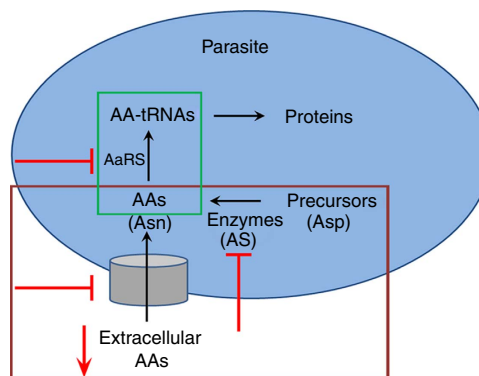 Parasite
AA-tRNAs
Proteins
AaRS
AAs
(Asn)
Enzymes
(AS)
Precursors
(Asp)
Extracellular
AAs